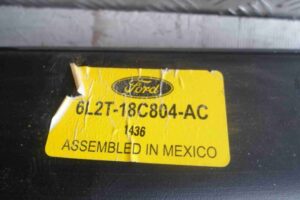 Ford
6L2T-18C804-AC
1436
ASSEMBLED IN MEXICO